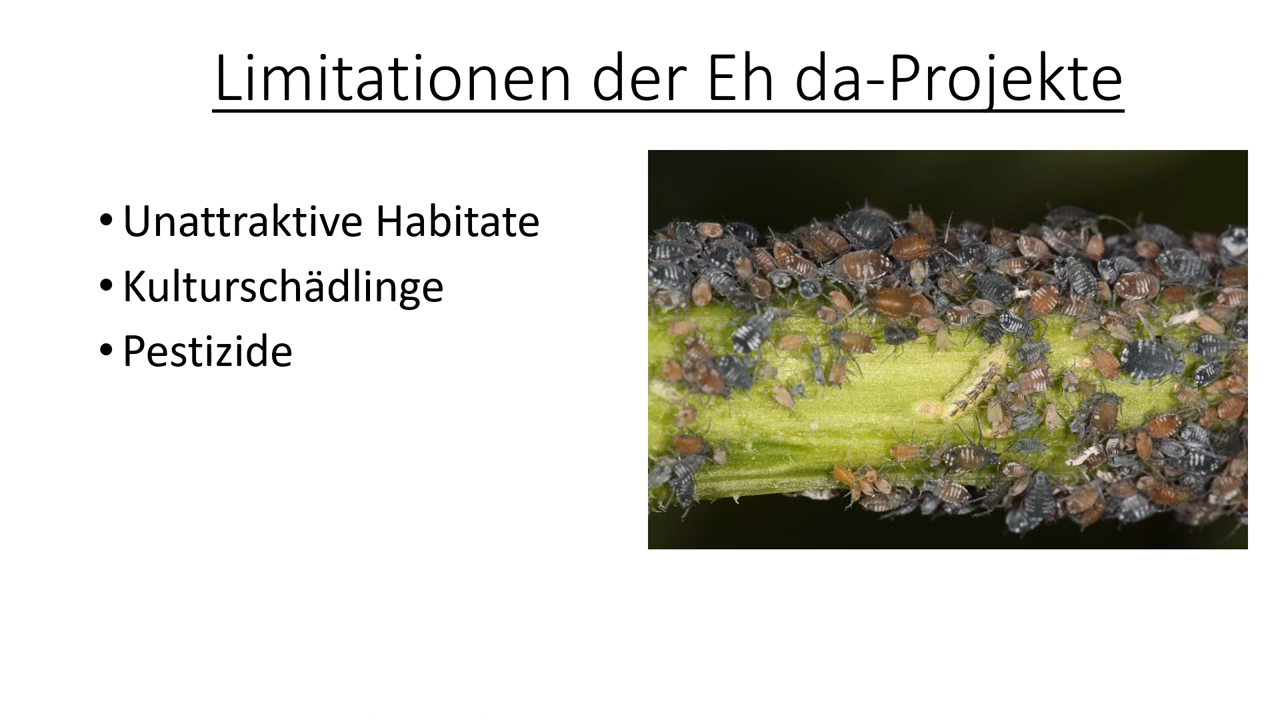 Limitationen der Eh da-Projekte
• Unattraktive Habitate
• Kulturschädlinge
• Pestizide